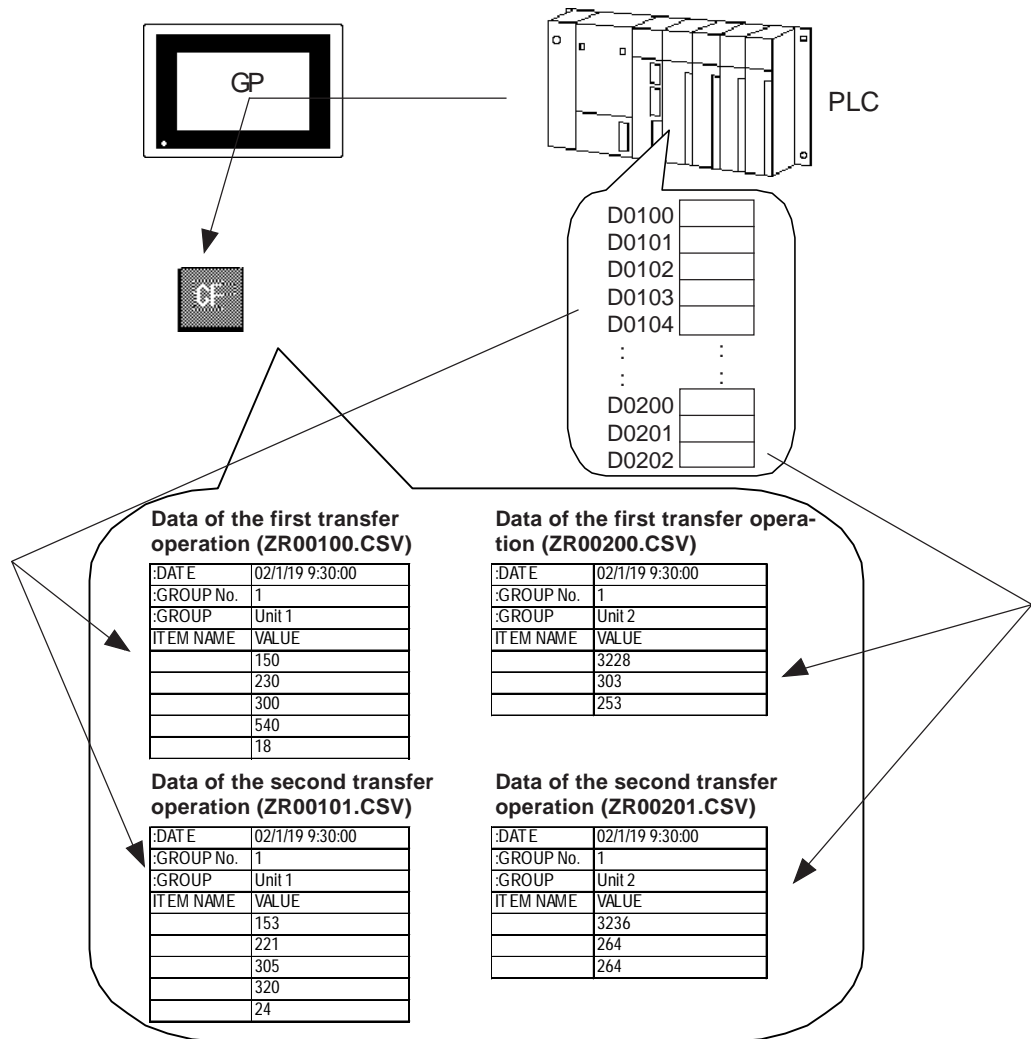 GP
PLC
CF
D0100
D0101
D0102
D0103
D0104
D0200
D0201
D0202
Data of the first transfer
operation (ZR00100.CSV)
:DATE 02/1/19 9:30:00
:GROUP No. 1
:GROUP Unit 1
ITEM NAME VALUE
150
230
300
540
18
Data of the first transfer opera-
tion (ZR00200.CSV)
:DATE 02/1/19 9:30:00
:GROUP No. 1
:GROUP Unit 2
ITEM NAME VALUE
3228
303
253
Data of the second transfer
operation (ZR00101.CSV)
:DATE 02/1/19 9:30:00
:GROUP No. 1
:GROUP Unit 1
ITEM NAME VALUE
153
221
305
320
24
Data of the second transfer
operation (ZR00201.CSV)
:DATE 02/1/19 9:30:00
:GROUP No. 1
:GROUP Unit 2
ITEM NAME VALUE
3236
264
264